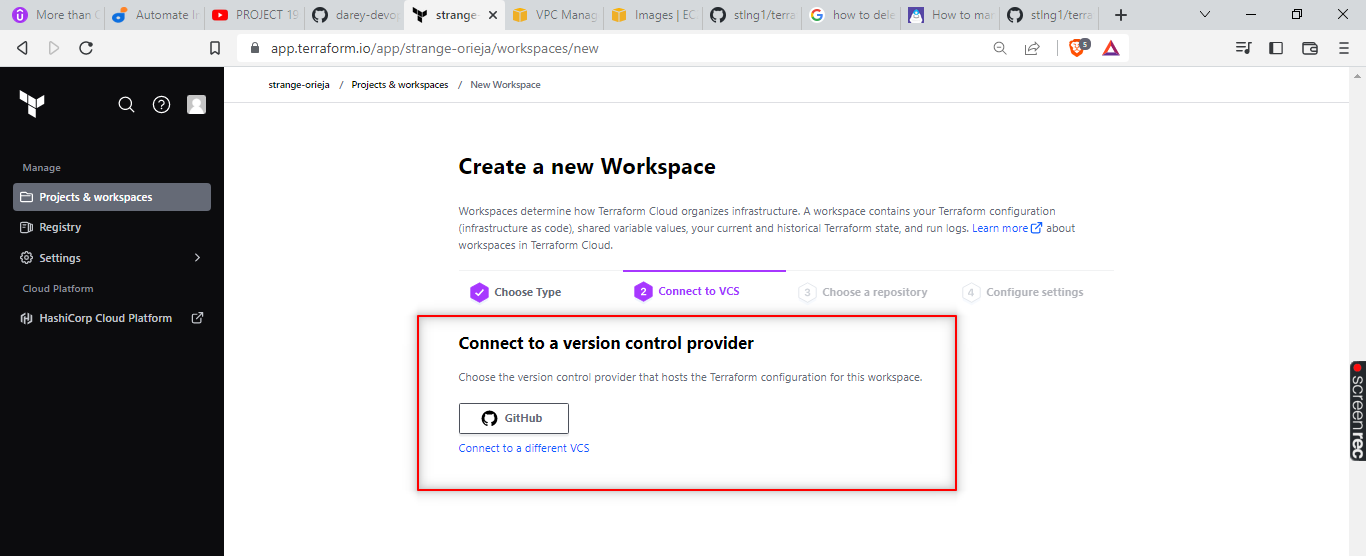 More than C
Automate In
PROJECT 19
darey-devo
strange-
VPC Manag
Images | EC
stlng1/terra
how to dele
How to mar
stlng1/terra
app.terraform.io/app/strange-orieja/workspaces/new
5
strange-orieja / Projects & workspaces / New Workspace
Manage
Projects & workspaces
Registry
Settings
Cloud Platform
HashiCorp Cloud Platform
Create a new Workspace
Workspaces determine how Terraform Cloud organizes infrastructure. A workspace contains your Terraform configuration
(infrastructure as code), shared variable values, your current and historical Terraform state, and run logs. Learn more about
workspaces in Terraform Cloud.
Choose Type
2 Connect to VCS
3 Choose a repository
4 Configure settings
Connect to a version control provider
Choose the version control provider that hosts the Terraform configuration for this workspace.
GitHub
Connect to a different VCS
screenrec